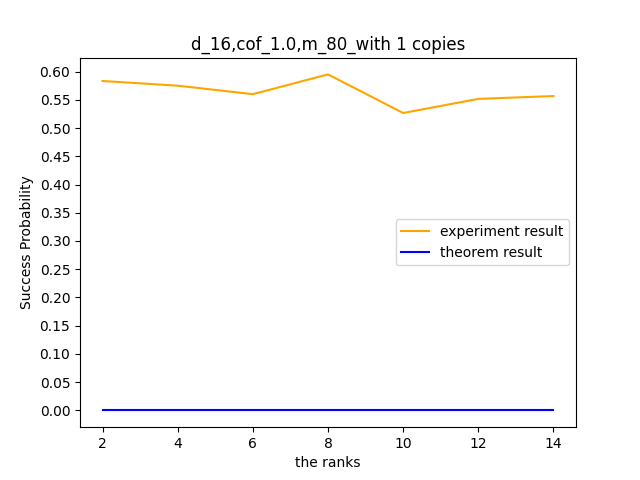 d_16,cof_1.0,m_80_with 1 copies
0.60
0.55
0.50
0.45
0.40
0.35
0.30
0.25
0.20
0.15
0.10
0.05
0.00
Success Probability
experiment result
theorem result
2 4 6 8 10 12 14
the ranks